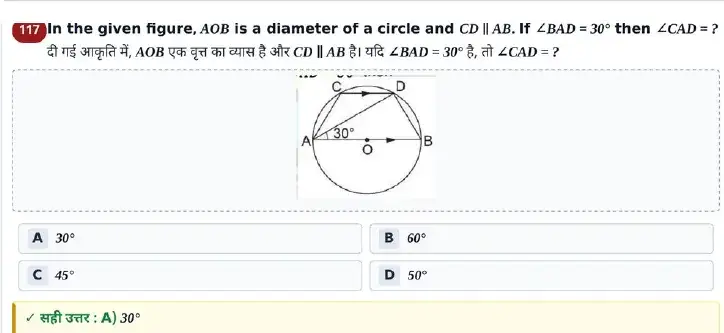 117 In the given figure, AOB is a diameter of a circle and CD ∥ AB. If ∠BAD = 30° then ∠CAD = ?
दी गई आकृति में, AOB एक वृत्त का व्यास है और CD ∥ AB है। यदि ∠BAD = 30° है, तो ∠CAD = ?
C D
A 30° B
O
A 30°
B 60°
C 45°
D 50°
✓ सही उत्तर : A) 30°